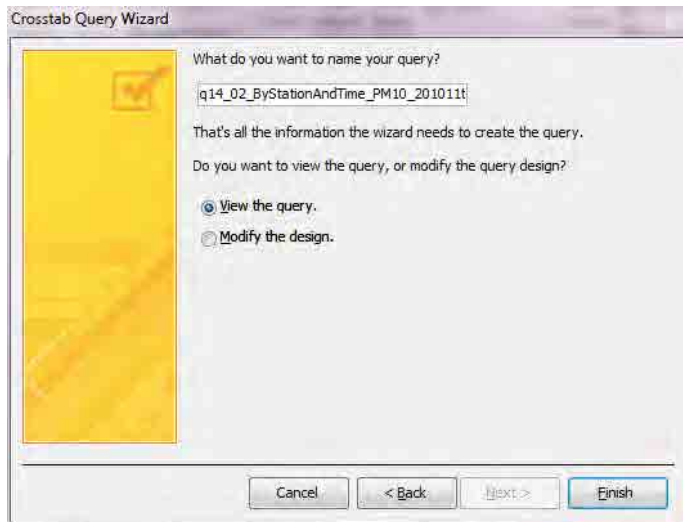 Crosstab Query Wizard
What do you want to name your query?
q14_02_ByStationAndTime_PM10_201011t
That's all the information the wizard needs to create the query.
Do you want to view the query, or modify the query design?
View the query.
Modify the design.
Cancel
< Back
Next >
Finish